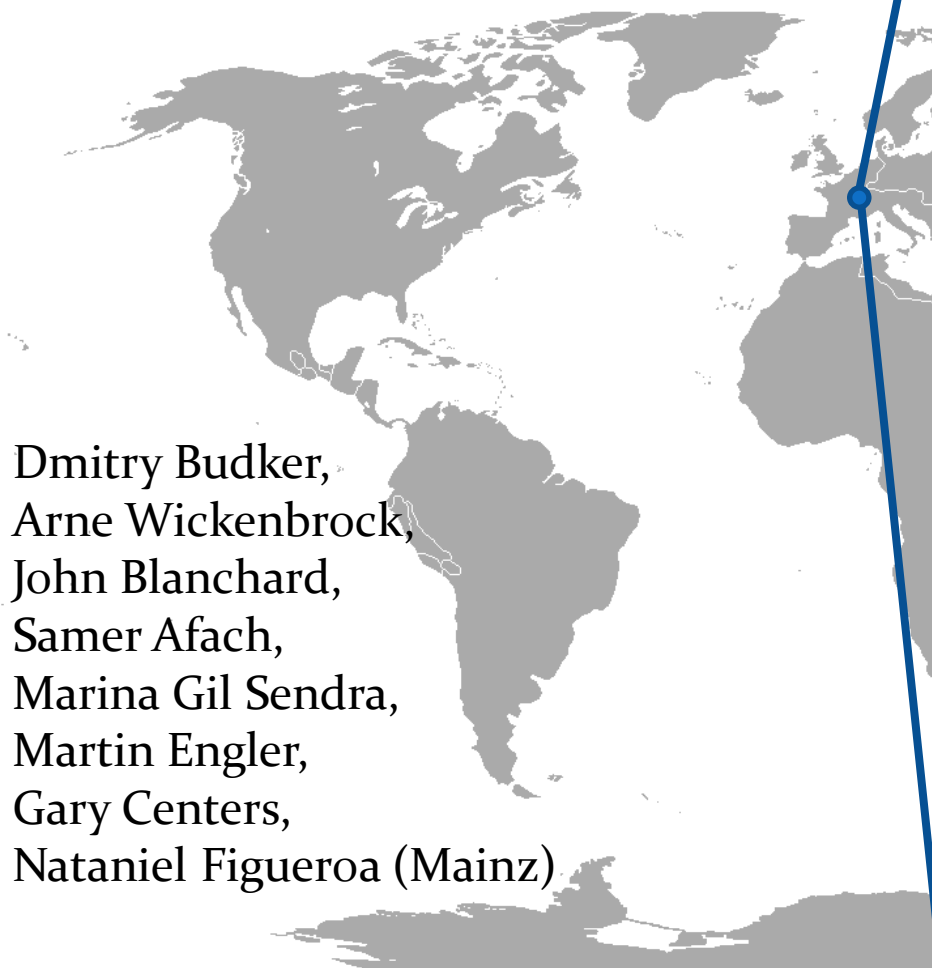 Dmitry Budker,
Arne Wickenbrock,
John Blanchard,
Samer Afach,
Marina Gil Sendra,
Martin Engler,
Gary Centers,
Nataniel Figueroa (Mainz)